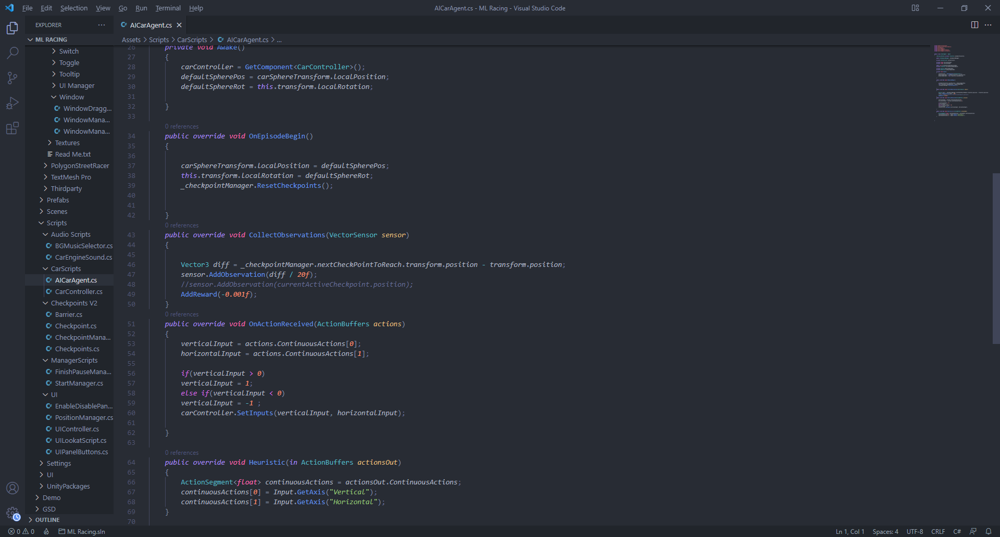 File Edit Selection View Go Run Terminal Help
AICarAgent.cs - ML Racing - Visual Studio Code
EXPLORER
ML RACING
Switch
Toggle
Tooltip
UI Manager
Window
WindowDragg...
WindowMana...
WindowMana...
Textures
Read Me.txt
PolygonStreetRacer
TextMesh Pro
Thirdparty
Prefabs
Scenes
Scripts
Audio Scripts
BGMusicSelector.cs
CarEngineSound.cs
CarScripts
AICarAgent.cs
CarController.cs
Checkpoints V2
Barrier.cs
Checkpoint.cs
CheckpointMana...
Checkpoints.cs
ManagerScripts
FinishPauseMana...
StartManager.cs
UI
EnableDisablePan...
PositionManager.cs
UIController.cs
UILookatScript.cs
UIPanelButtons.cs
Settings
UI
UnityPackages
Demo
GSD
OUTLINE
AICarAgent.cs
Assets > Scripts > CarScripts > AICarAgent.cs > ...
26 private void Awake()
27 {
28 carController = GetComponent<CarController>();
29 defaultSpherePos = carSphereTransform.localPosition;
30 defaultSphereRot = this.transform.localRotation;
31
32 }
33
0 references
34 public override void OnEpisodeBegin()
35 {
36
37 carSphereTransform.localPosition = defaultSpherePos;
38 this.transform.localRotation = defaultSphereRot;
39 _checkpointManager.ResetCheckpoints();
40
41
42 }
0 references
43 public override void CollectObservations(VectorSensor sensor)
44 {
45
46 Vector3 diff = _checkpointManager.nextCheckPointToReach.transform.position - transform.position;
47 sensor.AddObservation(diff / 20f);
48 //sensor.AddObservation(currentActiveCheckpoint.position);
49 AddReward(-0.001f);
50 }
0 references
51 public override void OnActionReceived(ActionBuffers actions)
52 {
53 verticalInput = actions.ContinuousActions[0];
54 horizontalInput = actions.ContinuousActions[1];
55
56 if(verticalInput > 0)
57 verticalInput = 1;
58 else if(verticalInput < 0)
59 verticalInput = -1 ;
60 carController.SetInputs(verticalInput, horizontalInput);
61
62 }
63
0 references
64 public override void Heuristic(in ActionBuffers actionsOut)
65 {
66 ActionSegment<float> continuousActions = actionsOut.ContinuousActions;
67 continuousActions[0] = Input.GetAxis("Vertical");
68 continuousActions[1] = Input.GetAxis("Horizontal");
69 }
70
0 0 ML Racing.sln
Ln 1, Col 1 Spaces: 4 UTF-8 CRLF C#